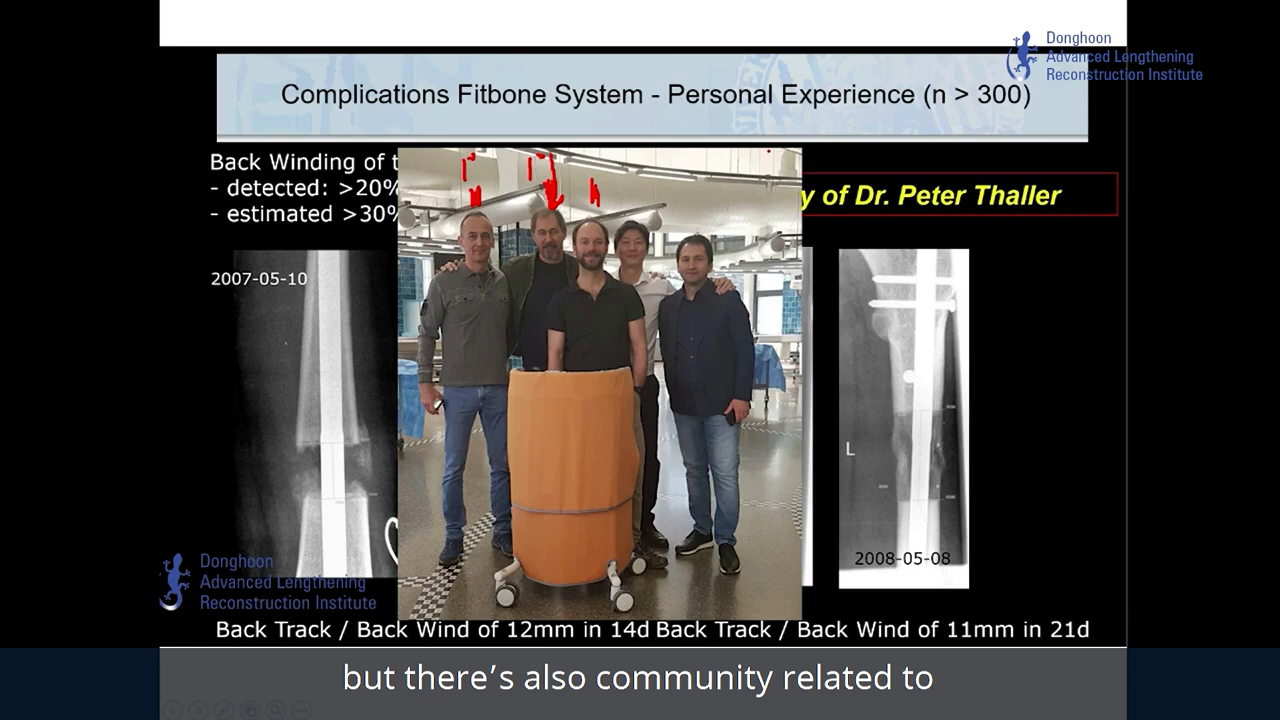 Donghoon
Advanced Lengthening
Reconstruction Institute
Complications Fitbone System - Personal Experience (n > 300)
Back Winding of
- detected: >20%
- estimated >30%
of Dr. Peter Thaller
2007-05-10
L
2008-05-08
Donghoon
Advanced Lengthening
Reconstruction Institute
Back Track / Back Wind of 12mm in 14d Back Track / Back Wind of 11mm in 21d
but there's also community related to